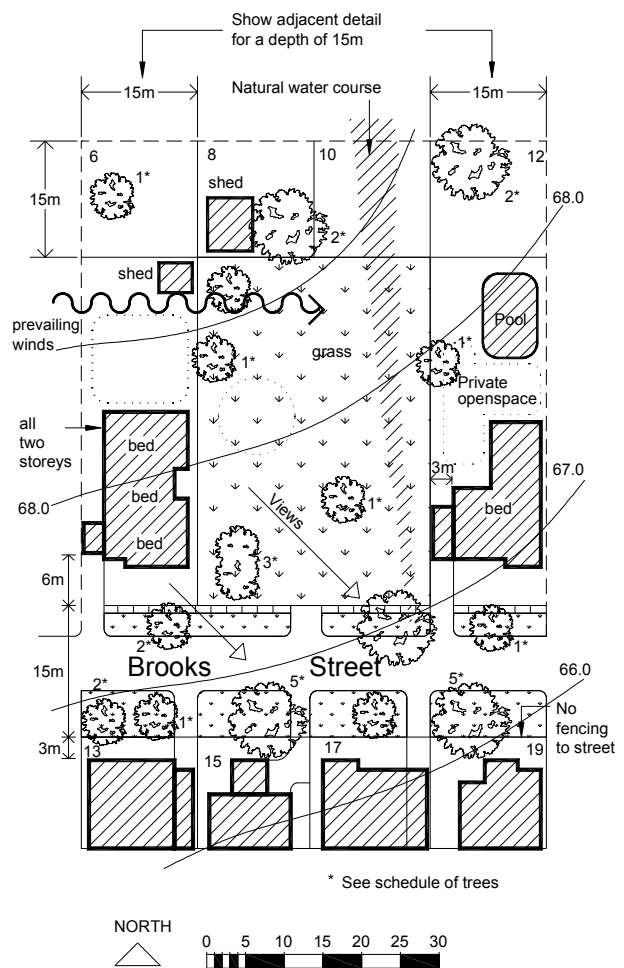 Show adjacent detail
for a depth of 15m
15m
Natural water course
15m
6
8
10
12
1*
15m
shed
2*
2*
68.0
shed
prevailing
winds
Pool
grass
1*
1*
Private
openspace
all
two
storeys
bed
bed
bed
3m
67.0
bed
68.0
1*
Views
3*
6m
2*
1*
15m
Brooks Street
66.0
2*
5*
5*
1*
No
fencing
to street
3m
13
15
17
19
* See schedule of trees
NORTH
0 5 10 15 20 30